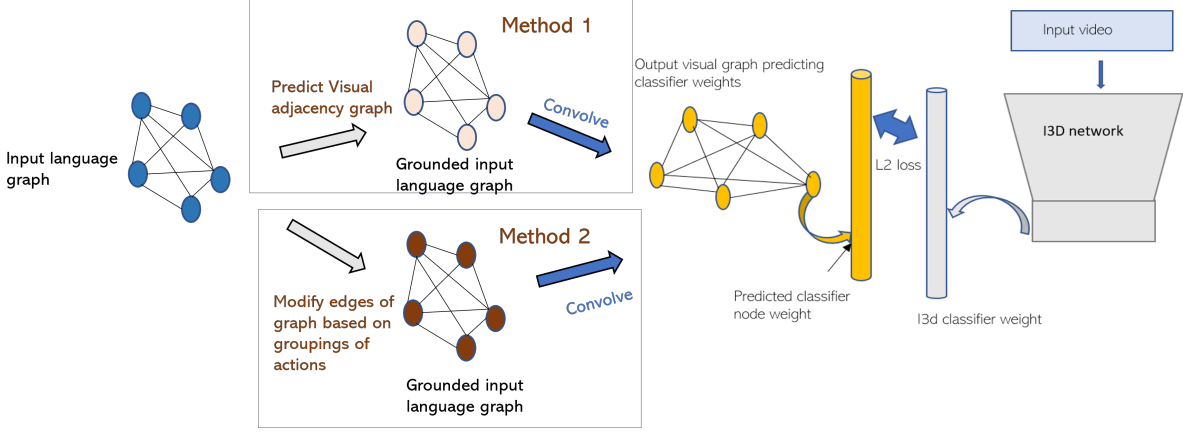 Input language
graph
Method 1
Predict Visual
adjacency graph
Convolve
Grounded input
language graph
Method 2
Modify edges of
graph based on
groupings of
actions
Convolve
Grounded input
language graph
Output visual graph predicting
classifier weights
Predicted classifier
node weight
L2 loss
I3d classifier weight
Input video
I3D network